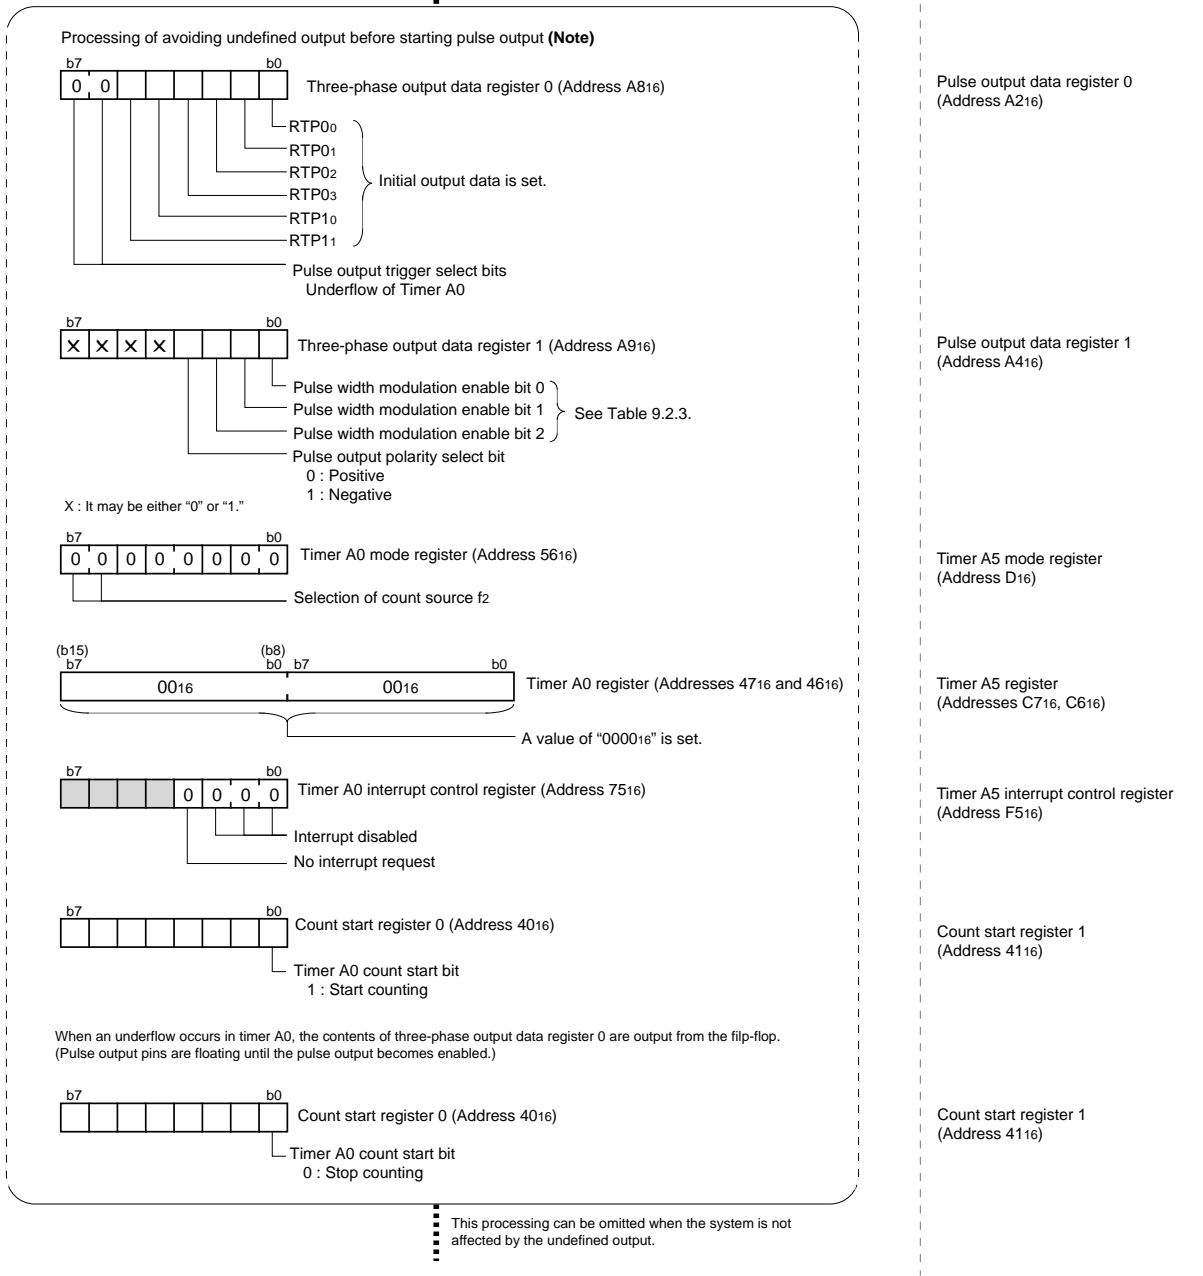 Processing of avoiding undefined output before starting pulse output (Note)
b7 b0
0 0 Three-phase output data register 0 (Address A816)
RTP00
RTP01
RTP02
RTP03
RTP10
RTP11
Initial output data is set.
Pulse output trigger select bits
Underflow of Timer A0
Pulse output data register 0
(Address A216)
b7 b0
X X X X Three-phase output data register 1 (Address A916)
Pulse width modulation enable bit 0
Pulse width modulation enable bit 1
Pulse width modulation enable bit 2
See Table 9.2.3.
Pulse output polarity select bit
0 : Positive
1 : Negative
Pulse output data register 1
(Address A416)
X : It may be either “0” or “1.”
b7 b0
0 0 0 0 0 0 0 0 Timer A0 mode register (Address 5616)
Selection of count source f2
Timer A5 mode register
(Address D16)
(b15) (b8)
b7 b0 b7 b0
0016 0016 Timer A0 register (Addresses 4716 and 4616)
A value of “000016” is set.
Timer A5 register
(Addresses C716, C616)
b7 b0
0 0 0 0 Timer A0 interrupt control register (Address 7516)
Interrupt disabled
No interrupt request
Timer A5 interrupt control register
(Address F516)
b7 b0
Count start register 0 (Address 4016)
Timer A0 count start bit
1 : Start counting
Count start register 1
(Address 4116)
When an underflow occurs in timer A0, the contents of three-phase output data register 0 are output from the filp-flop.
(Pulse output pins are floating until the pulse output becomes enabled.)
b7 b0
Count start register 0 (Address 4016)
Timer A0 count start bit
0 : Stop counting
Count start register 1
(Address 4116)
This processing can be omitted when the system is not
affected by the undefined output.